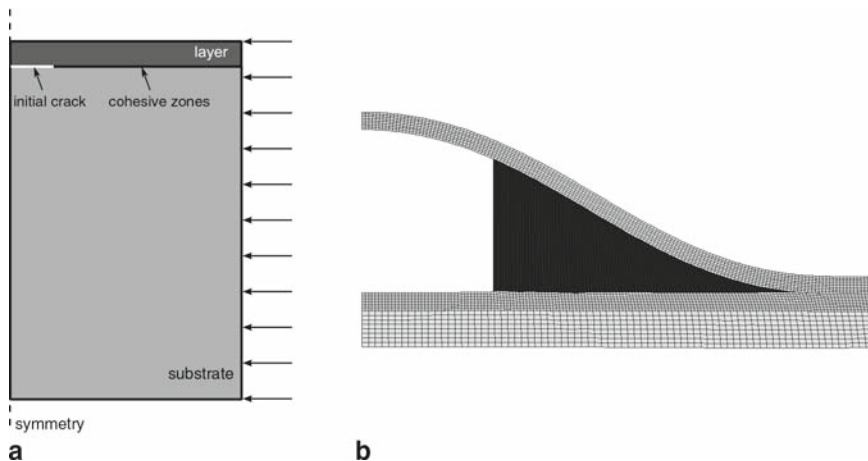 layer
initial crack
cohesive zones
substrate
symmetry
a
b